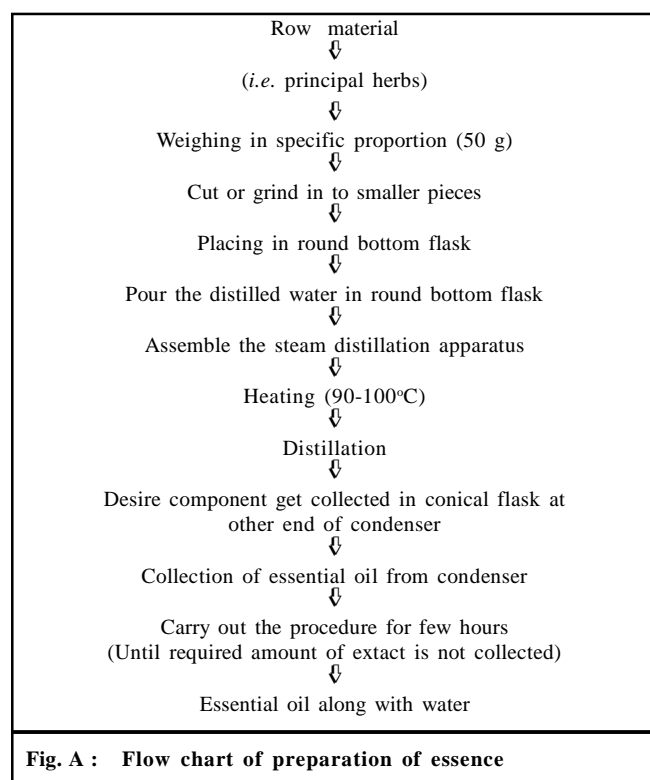 Row material
(i.e. principal herbs)
Weighing in specific proportion (50 g)
Cut or grind in to smaller pieces
Placing in round bottom flask
Pour the distilled water in round bottom flask
Assemble the steam distillation apparatus
Heating (90-100°C)
Distillation
Desire component get collected in conical flask at
other end of condenser
Collection of essential oil from condenser
Carry out the procedure for few hours
(Until required amount of extact is not collected)
Essential oil along with water
Fig. A : Flow chart of preparation of essence